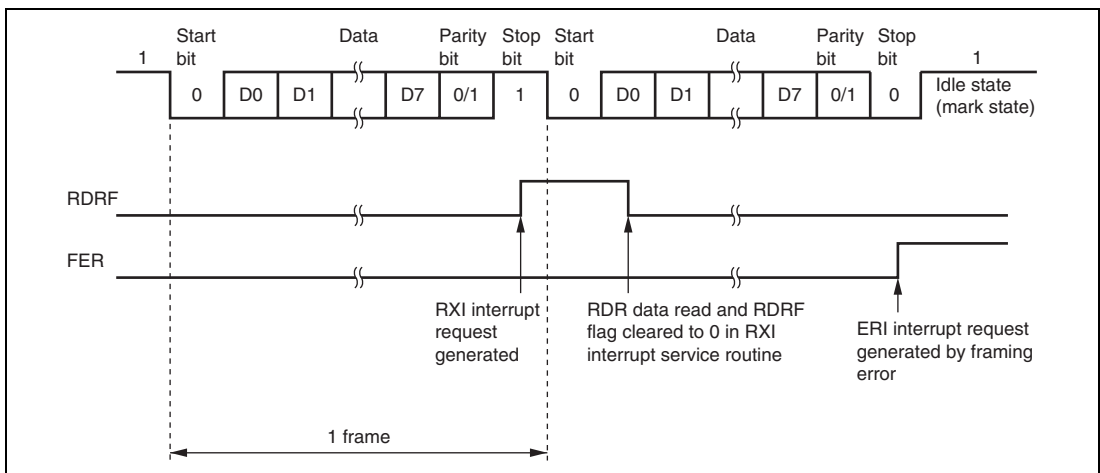 Start bit
Data
Parity bit
Stop bit
Start bit
Data
Parity bit
Stop bit
1
1
0
D0
D1
D7
0/1
1
0
D0
D1
D7
0/1
0
Idle state
(mark state)
RDRF
FER
RXI interrupt
request
generated
RDR data read and RDRF
flag cleared to 0 in RXI
interrupt service routine
ERI interrupt request
generated by framing
error
1 frame